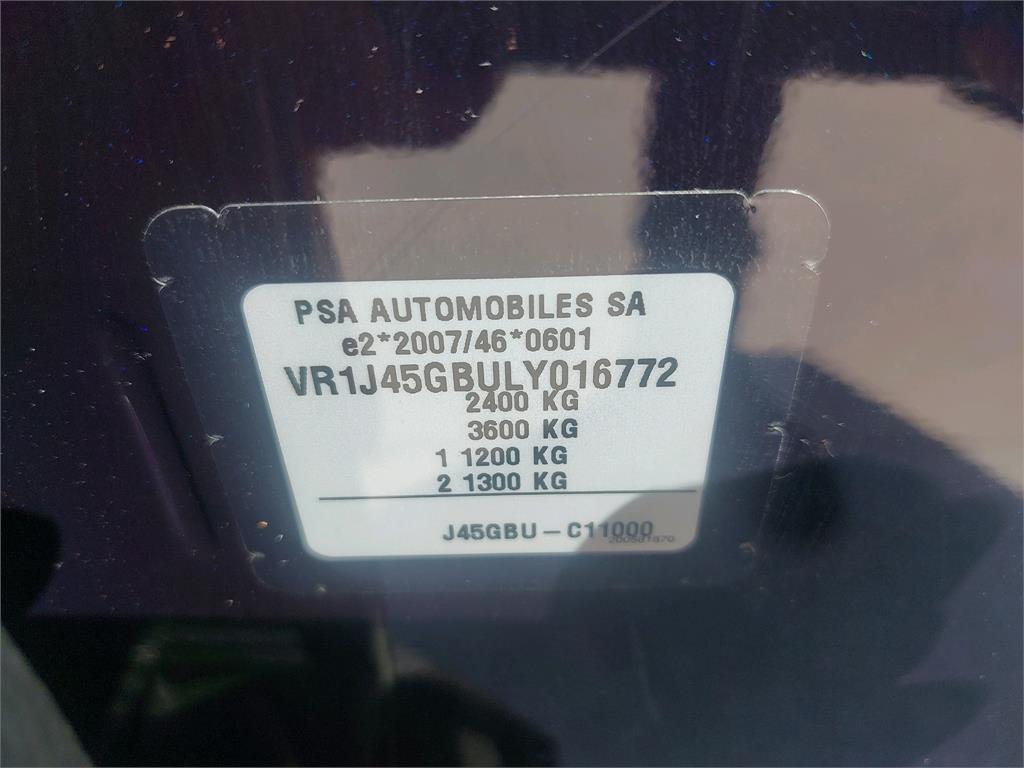 PSA AUTOMOBILES SA
e2*2007/46*0601
VR1J45GBULY016772
2400 KG
3600 KG
1 1200 KG
2 1300 KG
J45GBU - C11000